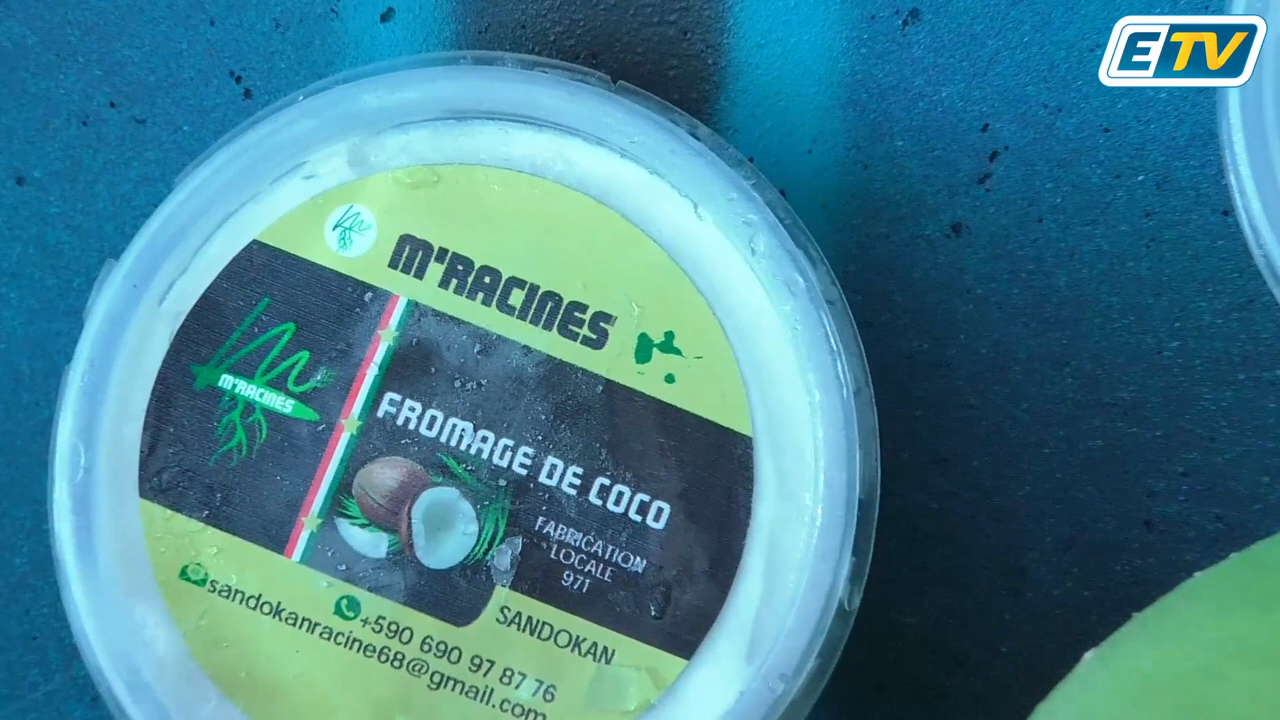 ETV
M'RACINES
M'RACINES
FROMAGE DE COCO
FABRICATION
LOCALE
971
SANDOKAN
+590 690 97 87 76
sandokanracine68@gmail.com